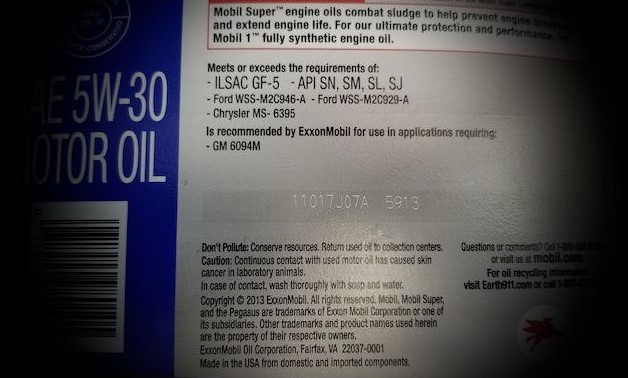 Mobil Super™ engine oils combat sludge to help prevent engine
and extend engine life. For our ultimate protection and performance,
Mobil 1™ fully synthetic engine oil.
Meets or exceeds the requirements of:
- ILSAC GF-5 - API SN, SM, SL, SJ
- Ford WSS-M2C946-A - Ford WSS-M2C929-A
- Chrysler MS- 6395
Is recommended by ExxonMobil for use in applications requiring:
- GM 6094M
AE 5W-30
MOTOR OIL
11017J07A 5913
Don't Pollute: Conserve resources. Return used oil to collection centers.
Caution: Continuous contact with used motor oil has caused skin
cancer in laboratory animals.
In case of contact, wash thoroughly with soap and water.
Copyright © 2013 ExxonMobil. All rights reserved. Mobil, Mobil Super,
and the Pegasus are trademarks of Exxon Mobil Corporation or one of
its subsidiaries. Other trademarks and product names used herein
are the property of their respective owners.
ExxonMobil Oil Corporation, Fairfax, VA 22037-0001
Made in the USA from domestic and imported components.
Questions or comments? Call
or visit us at mobil.com
For oil recycling information
visit Earth911.com or call